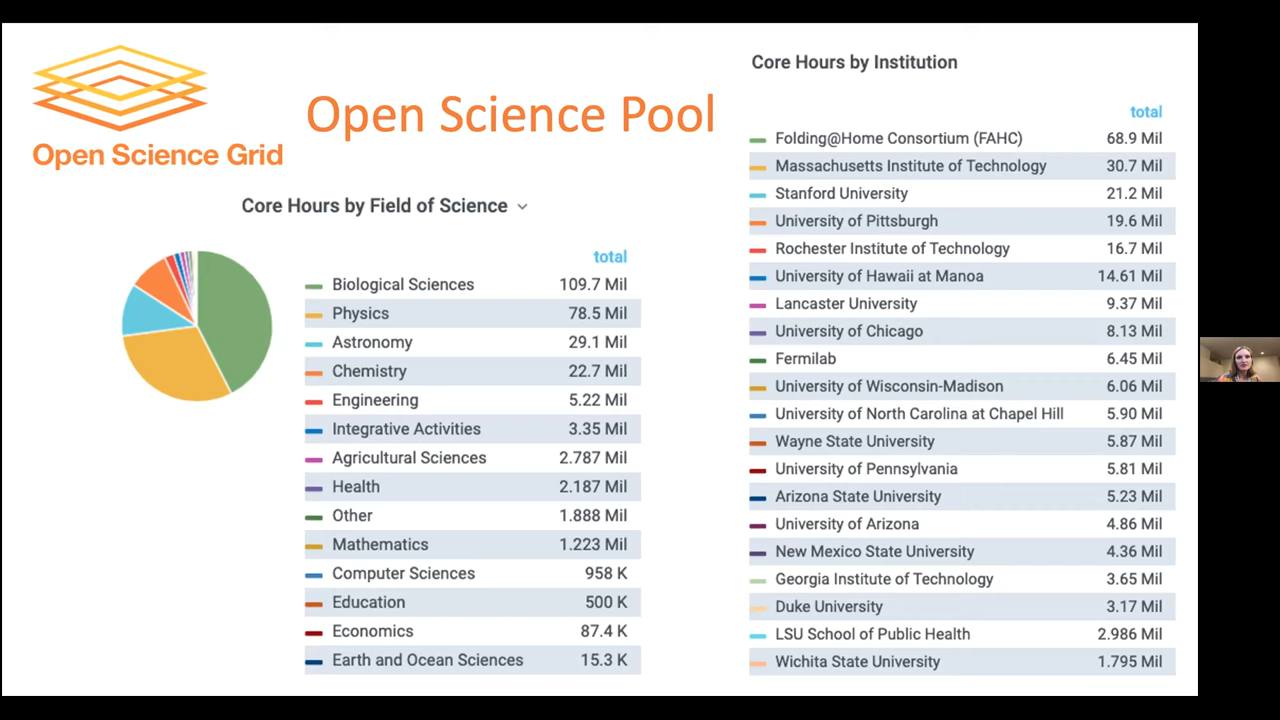 Open Science Grid
Open Science Pool
Core Hours by Field of Science
total
Biological Sciences 109.7 Mil
Physics 78.5 Mil
Astronomy 29.1 Mil
Chemistry 22.7 Mil
Engineering 5.22 Mil
Integrative Activities 3.35 Mil
Agricultural Sciences 2.787 Mil
Health 2.187 Mil
Other 1.888 Mil
Mathematics 1.223 Mil
Computer Sciences 958 K
Education 500 K
Economics 87.4 K
Earth and Ocean Sciences 15.3 K
Core Hours by Institution
total
Folding@Home Consortium (FAHC) 68.9 Mil
Massachusetts Institute of Technology 30.7 Mil
Stanford University 21.2 Mil
University of Pittsburgh 19.6 Mil
Rochester Institute of Technology 16.7 Mil
University of Hawaii at Manoa 14.61 Mil
Lancaster University 9.37 Mil
University of Chicago 8.13 Mil
Fermilab 6.45 Mil
University of Wisconsin-Madison 6.06 Mil
University of North Carolina at Chapel Hill 5.90 Mil
Wayne State University 5.87 Mil
University of Pennsylvania 5.81 Mil
Arizona State University 5.23 Mil
University of Arizona 4.86 Mil
New Mexico State University 4.36 Mil
Georgia Institute of Technology 3.65 Mil
Duke University 3.17 Mil
LSU School of Public Health 2.986 Mil
Wichita State University 1.795 Mil